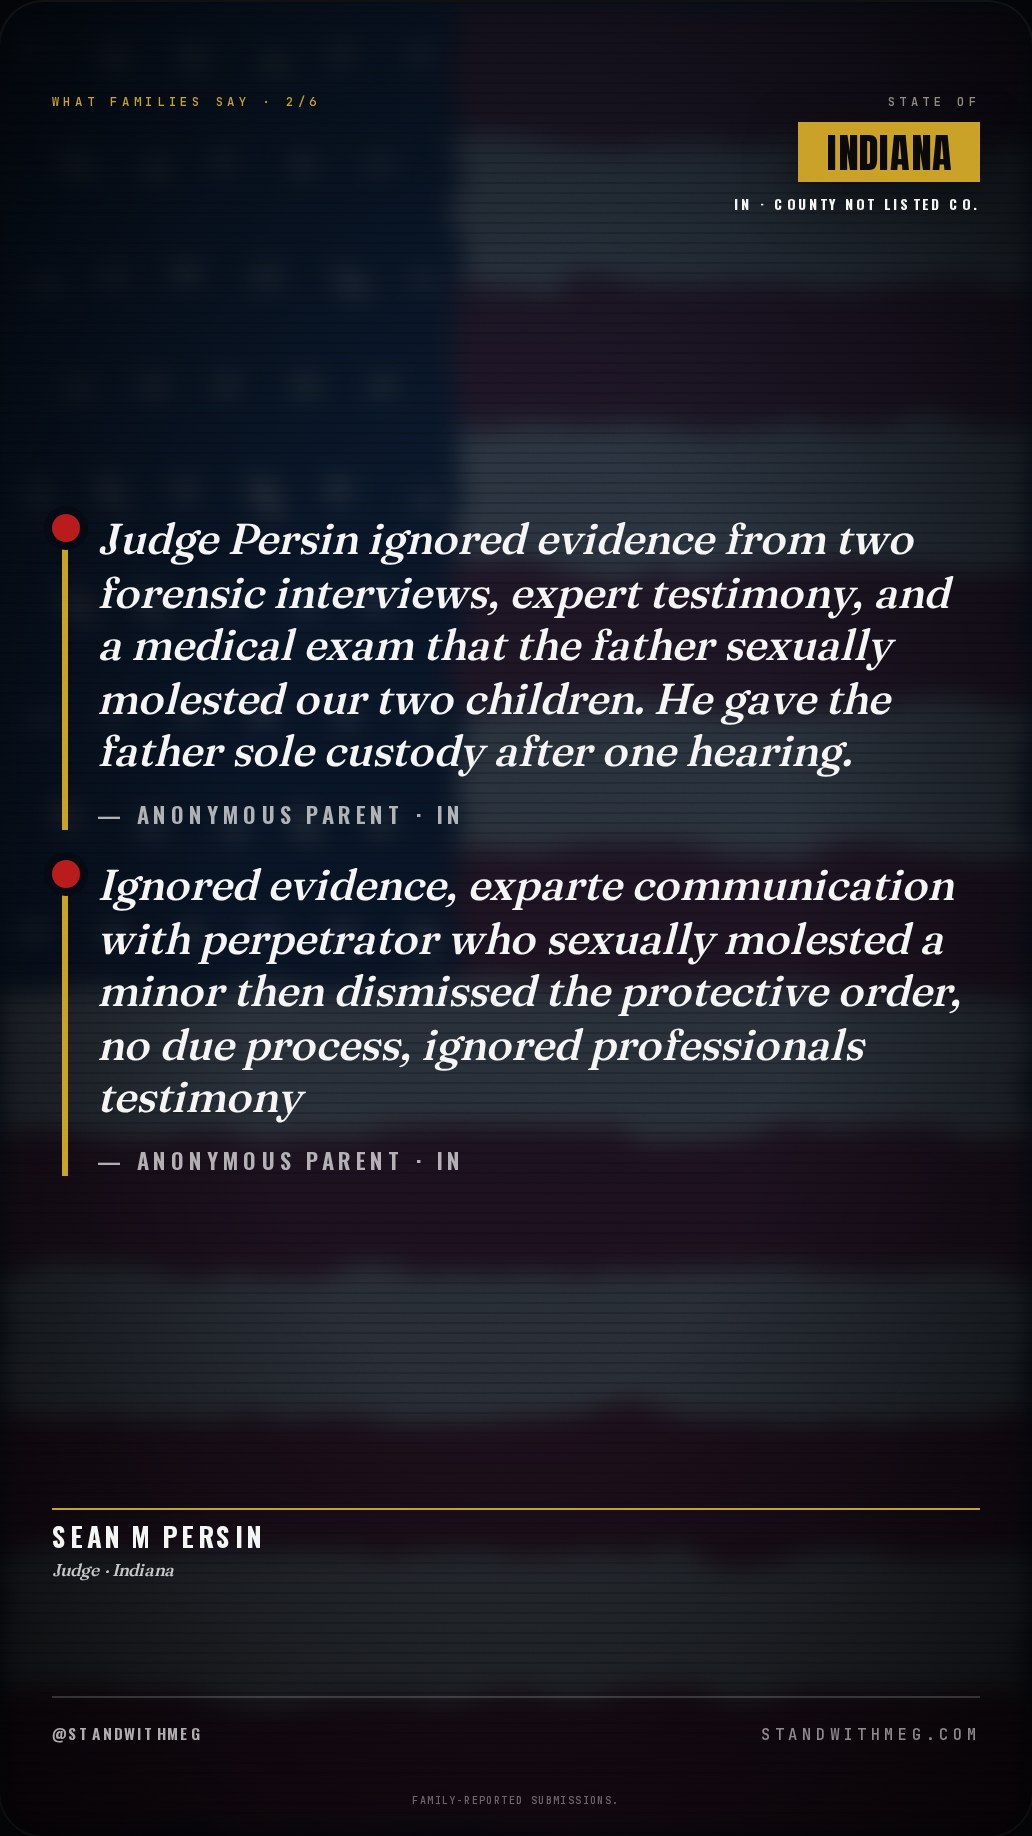 WHAT FAMILIES SAY · 2/6
STATE OF
INDIANA
IN · COUNTY NOT LISTED CO.
Judge Persin ignored evidence from two
forensic interviews, expert testimony, and
a medical exam that the father sexually
molested our two children. He gave the
father sole custody after one hearing.
— ANONYMOUS PARENT · IN
Ignored evidence, exparte communication
with perpetrator who sexually molested a
minor then dismissed the protective order,
no due process, ignored professionals
testimony
— ANONYMOUS PARENT · IN
SEAN M PERSIN
Judge · Indiana
@STANDWITHMEG
STANDWITHMEG.COM
FAMILY-REPORTED SUBMISSIONS.